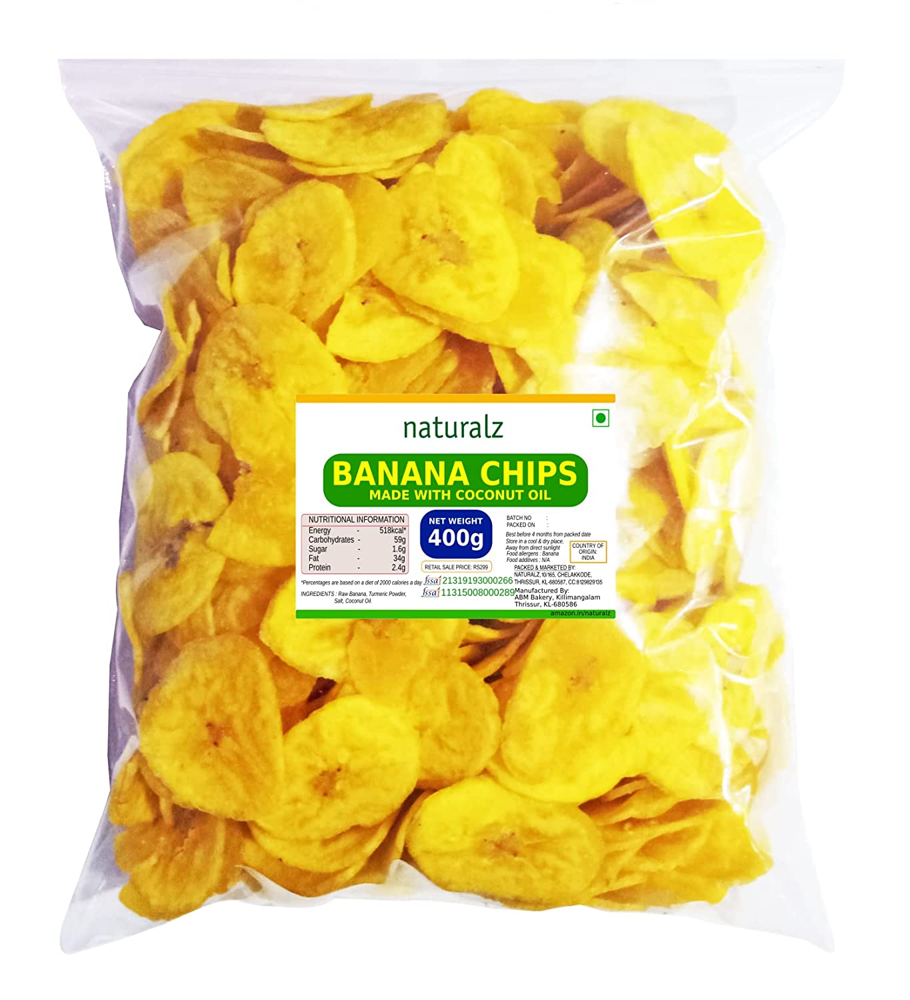 naturalz
BANANA CHIPS
MADE WITH COCONUT OIL
NUTRITIONAL INFORMATION
Energy - 518kcal*
Carbohydrates - 59g
Sugar - 1.6g
Fat - 34g
Protein - 2.4g
*Percentages are based on a diet of 2000 calories a day
INGREDIENTS : Raw Banana, Turmeric Powder,
Salt, Coconut Oil.
NET WEIGHT
400g
RETAIL SALE PRICE: RS299
fssai 21319193000266
fssai 11315008000289
BATCH NO :
PACKED ON :
Best before 4 months from packed date
Store in a cool & dry place,
Away from direct sunlight
Food allergens : Banana
Food additives : N/A
COUNTRY OF
ORIGIN:
INDIA
PACKED & MARKETED BY:
NATURALZ, 10/165, CHELAKKODE,
THRISSUR, KL-680587, CC:8129829135
Manufactured By:
ABM Bakery, Killimangalam
Thrissur, KL-680586
amazon.in/naturalz